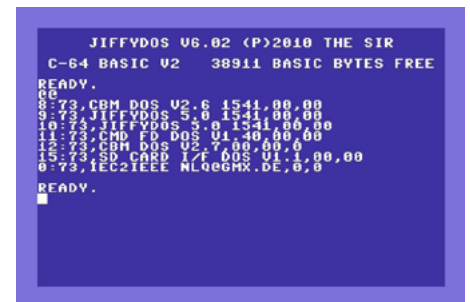 JIFFYDOS V6.02 (P)2010 THE SIR
C-64 BASIC V2 38911 BASIC BYTES FREE
READY.
@@
8:73,CBM DOS V2.6 1541,00,00
9:73,JIFFYDOS 5.0 1541,00,00
10:73,JIFFYDOS 5.0 1541,00,00
11:73,CMD FD DOS V1.40,00,00
12:73,CBM DOS V2.7,00,00,0
15:73,SD CARD I/F DOS V1.1,00,00
0:73,IEC2IEEE NLQ@GMX.DE,0,0
READY.